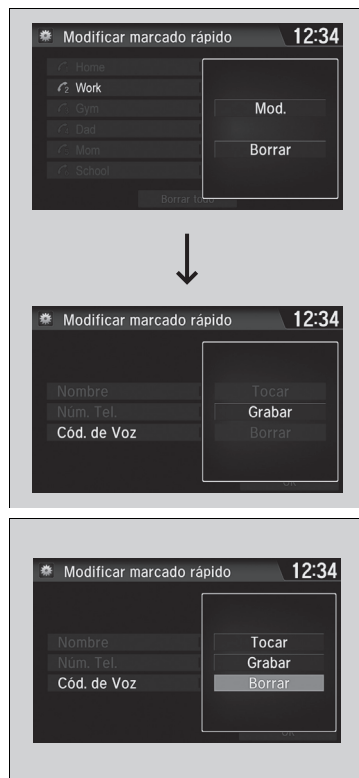 Modificar marcado rápido 12:34
Home
2 Work
Gym
Dad
Mom
School
Mod.
Borrar
Borrar todo
Modificar marcado rápido 12:34
Nombre
Núm. Tel.
Cód. de Voz
Tocar
Grabar
Borrar
OK
Modificar marcado rápido 12:34
Nombre
Núm. Tel.
Cód. de Voz
Tocar
Grabar
Borrar
OK